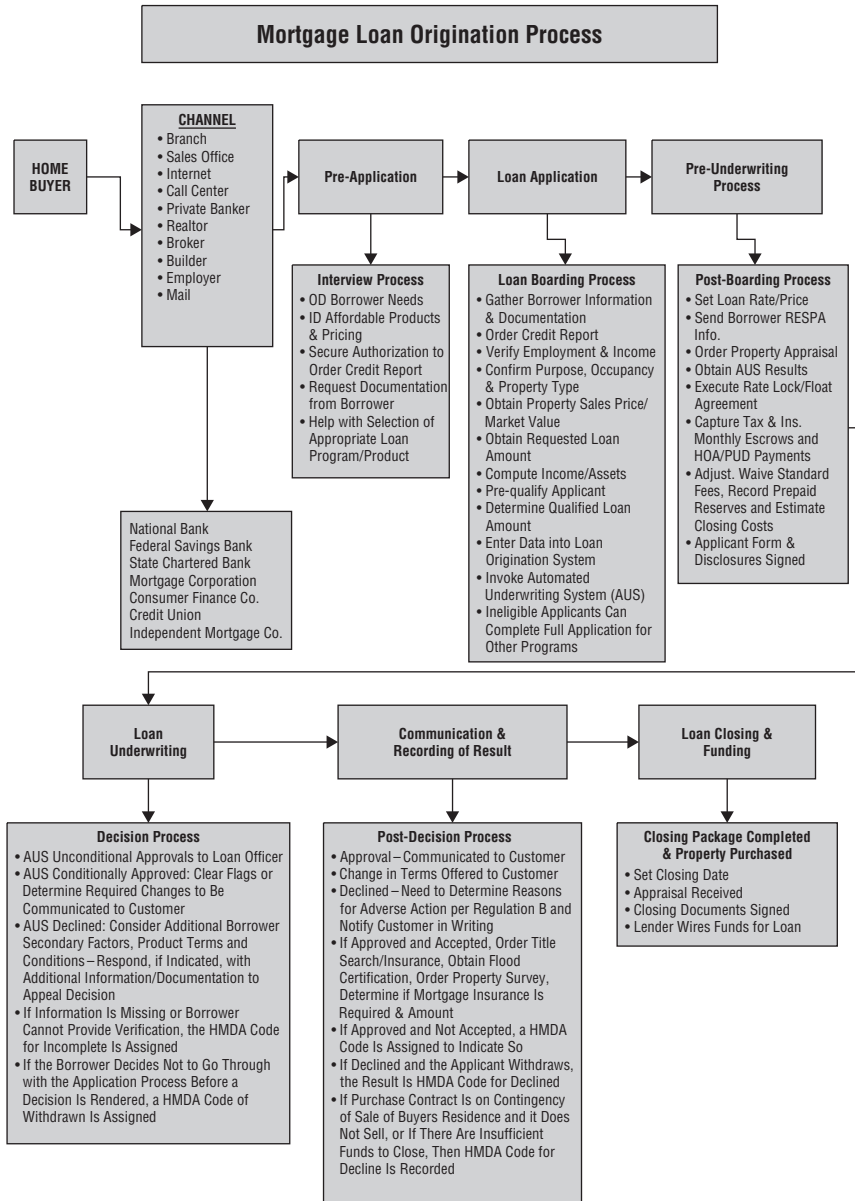 Mortgage Loan Origination Process
HOME
BUYER
CHANNEL
• Branch
• Sales Office
• Internet
• Call Center
• Private Banker
• Realtor
• Broker
• Builder
• Employer
• Mail
Pre-Application
Loan Application
Pre-Underwriting
Process
Interview Process
• OD Borrower Needs
• ID Affordable Products
& Pricing
• Secure Authorization to
Order Credit Report
• Request Documentation
from Borrower
• Help with Selection of
Appropriate Loan
Program/Product
Loan Boarding Process
• Gather Borrower Information
& Documentation
• Order Credit Report
• Verify Employment & Income
• Confirm Purpose, Occupancy
& Property Type
• Obtain Property Sales Price/
Market Value
• Obtain Requested Loan
Amount
• Compute Income/Assets
• Pre-qualify Applicant
• Determine Qualified Loan
Amount
• Enter Data into Loan
Origination System
• Invoke Automated
Underwriting System (AUS)
• Ineligible Applicants Can
Complete Full Application for
Other Programs
Post-Boarding Process
• Set Loan Rate/Price
• Send Borrower RESPA
Info.
• Order Property Appraisal
• Obtain AUS Results
• Execute Rate Lock/Float
Agreement
• Capture Tax & Ins.
Monthly Escrows and
HOA/PUD Payments
• Adjust. Waive Standard
Fees, Record Prepaid
Reserves and Estimate
Closing Costs
• Applicant Form &
Disclosures Signed
National Bank
Federal Savings Bank
State Chartered Bank
Mortgage Corporation
Consumer Finance Co.
Credit Union
Independent Mortgage Co.
Loan
Underwriting
Communication &
Recording of Result
Loan Closing &
Funding
Decision Process
• AUS Unconditional Approvals to Loan Officer
• AUS Conditionally Approved: Clear Flags or
Determine Required Changes to Be
Communicated to Customer
• AUS Declined: Consider Additional Borrower
Secondary Factors, Product Terms and
Conditions – Respond, if Indicated, with
Additional Information/Documentation to
Appeal Decision
• If Information Is Missing or Borrower
Cannot Provide Verification, the HMDA Code
for Incomplete Is Assigned
• If the Borrower Decides Not to Go Through
with the Application Process Before a
Decision Is Rendered, a HMDA Code of
Withdrawn Is Assigned
Post-Decision Process
• Approval – Communicated to Customer
• Change in Terms Offered to Customer
• Declined – Need to Determine Reasons
for Adverse Action per Regulation B and
Notify Customer in Writing
• If Approved and Accepted, Order Title
Search/Insurance, Obtain Flood
Certification, Order Property Survey,
Determine if Mortgage Insurance Is
Required & Amount
• If Approved and Not Accepted, a HMDA
Code Is Assigned to Indicate So
• If Declined and the Applicant Withdraws,
the Result Is HMDA Code for Declined
• If Purchase Contract Is on Contingency
of Sale of Buyers Residence and it Does
Not Sell, or If There Are Insufficient
Funds to Close, Then HMDA Code for
Decline Is Recorded
Closing Package Completed
& Property Purchased
• Set Closing Date
• Appraisal Received
• Closing Documents Signed
• Lender Wires Funds for Loan